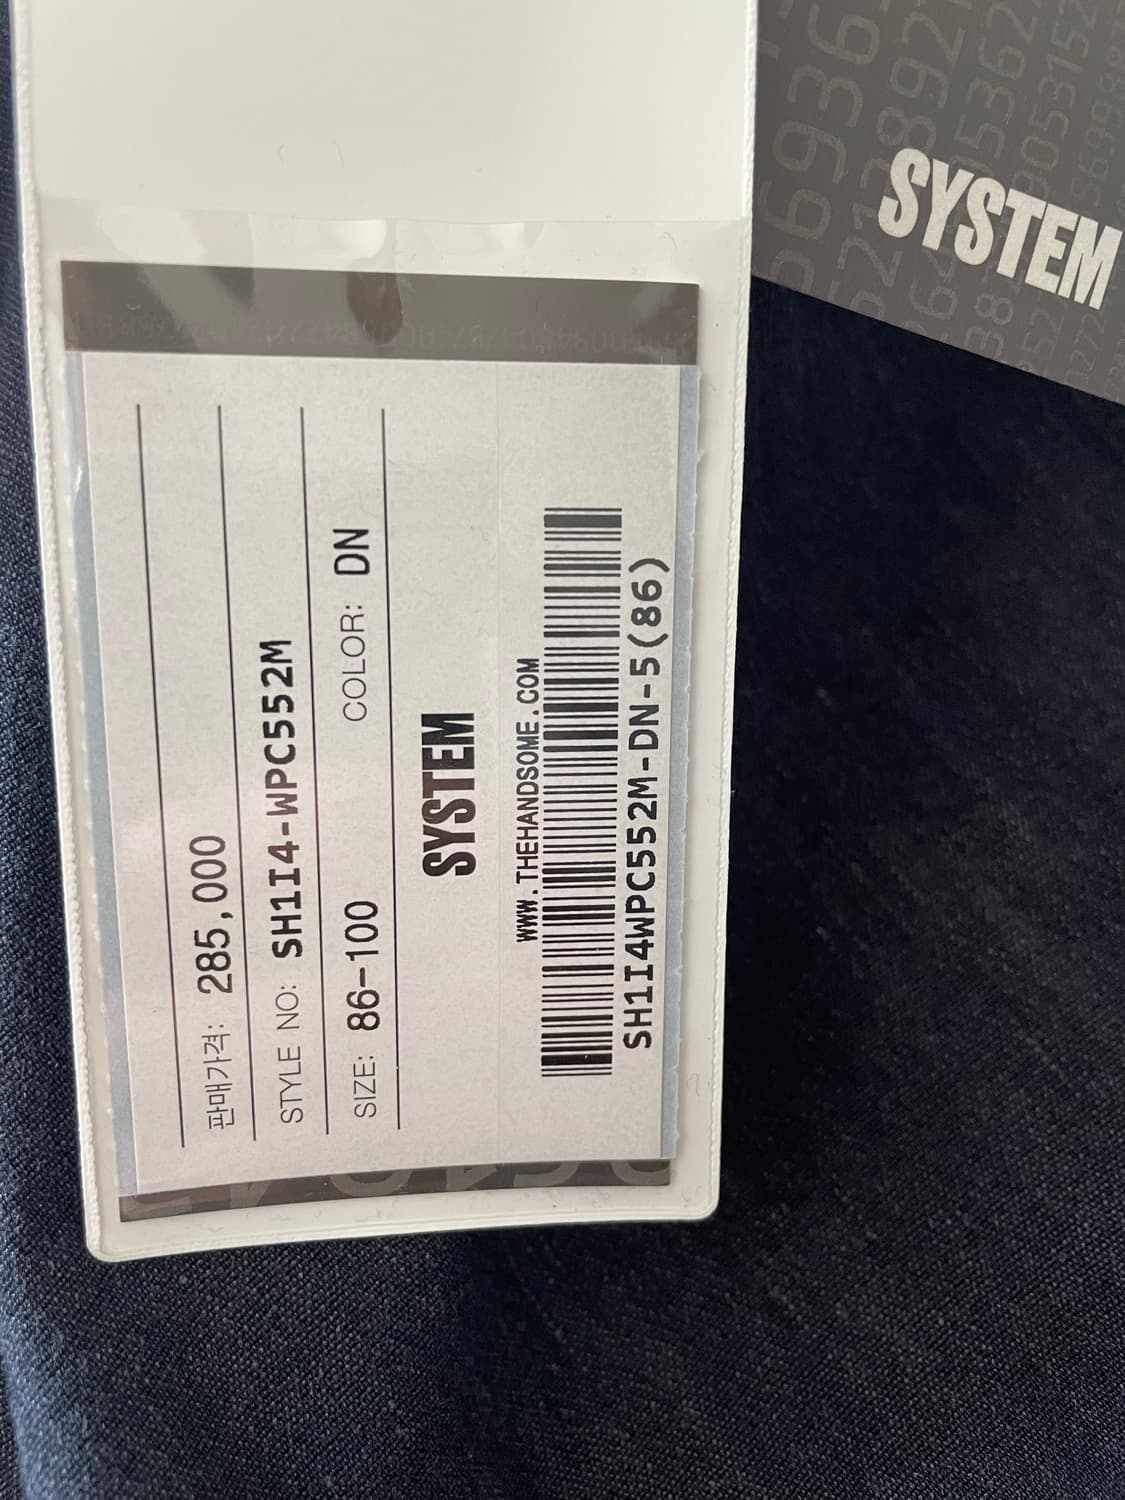 판매가격: 285,000
STYLE NO: SH1I4-WPC552M
SIZE: 86-100 COLOR: DN
SYSTEM
WWW.THEHANDSOME.COM
SH1I4WPC552M-DN-5(86)
SYSTEM